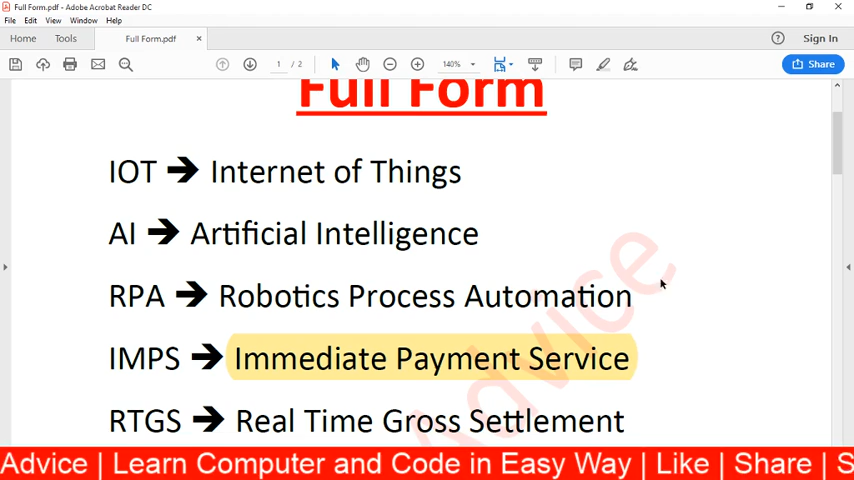 Full Form.pdf - Adobe Acrobat Reader DC
File Edit View Window Help
Home Tools Full Form.pdf × Sign In
1 / 2 140% Share
Full Form
IOT ➔ Internet of Things
AI ➔ Artificial Intelligence
RPA ➔ Robotics Process Automation
IMPS ➔ Immediate Payment Service
RTGS ➔ Real Time Gross Settlement
Advice
Advice | Learn Computer and Code in Easy Way | Like | Share | S